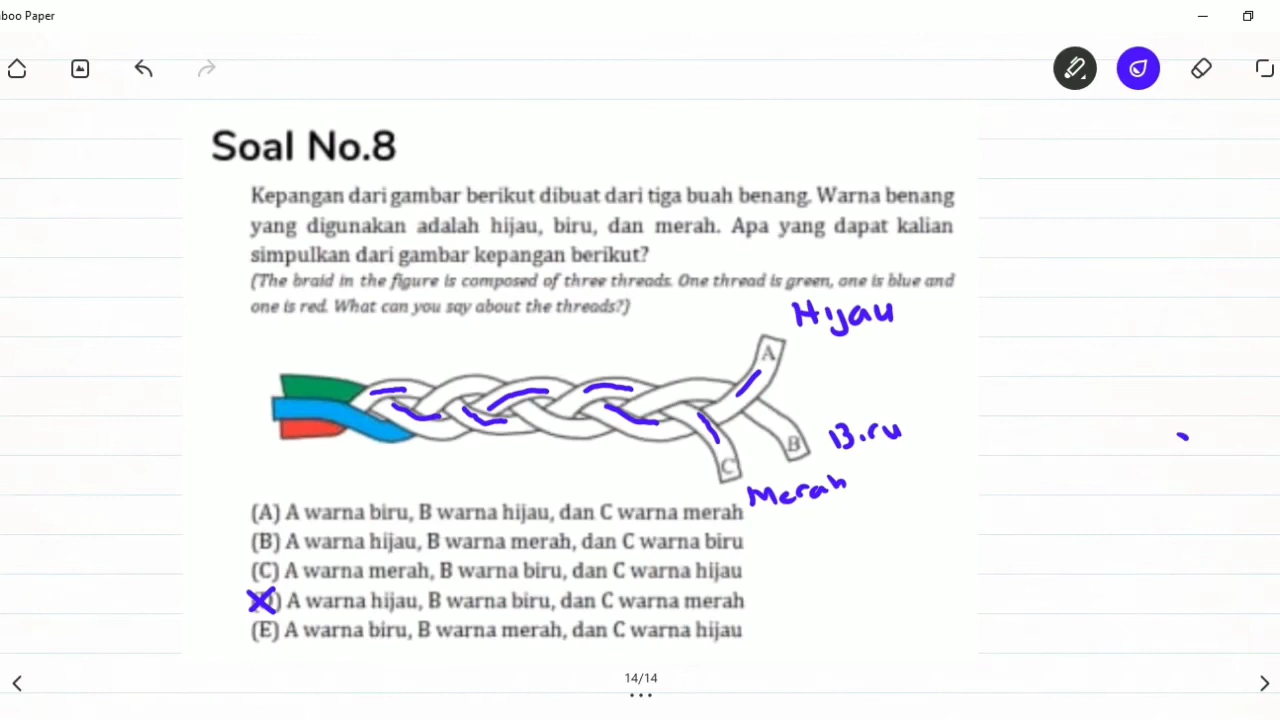 boo Paper
Soal No.8
Kepangan dari gambar berikut dibuat dari tiga buah benang. Warna benang
yang digunakan adalah hijau, biru, dan merah. Apa yang dapat kalian
simpulkan dari gambar kepangan berikut?
(The braid in the figure is composed of three threads. One thread is green, one is blue and
one is red. What can you say about the threads?)
Hijau
A
B
Biru
C
Merah
(A) A warna biru, B warna hijau, dan C warna merah
(B) A warna hijau, B warna merah, dan C warna biru
(C) A warna merah, B warna biru, dan C warna hijau
(D) A warna hijau, B warna biru, dan C warna merah
(E) A warna biru, B warna merah, dan C warna hijau
14/14